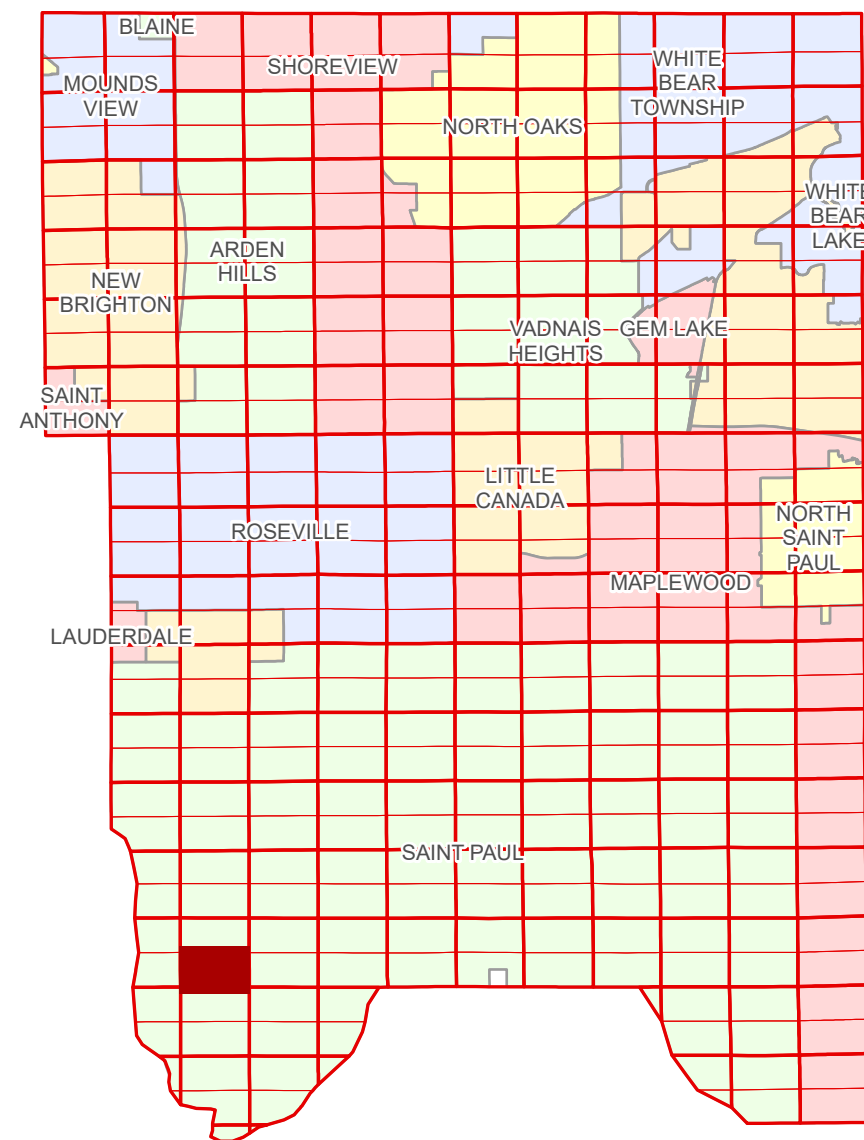 BLAINE
SHOREVIEW
WHITE
BEAR
TOWNSHIP
MOUNDS
VIEW
NORTH OAKS
WHITE
BEAR
LAKE
ARDEN
HILLS
NEW
BRIGHTON
VADNAIS
HEIGHTS
GEM LAKE
SAINT
ANTHONY
LITTLE
CANADA
NORTH
SAINT
PAUL
ROSEVILLE
MAPLEWOOD
LAUDERDALE
SAINT PAUL